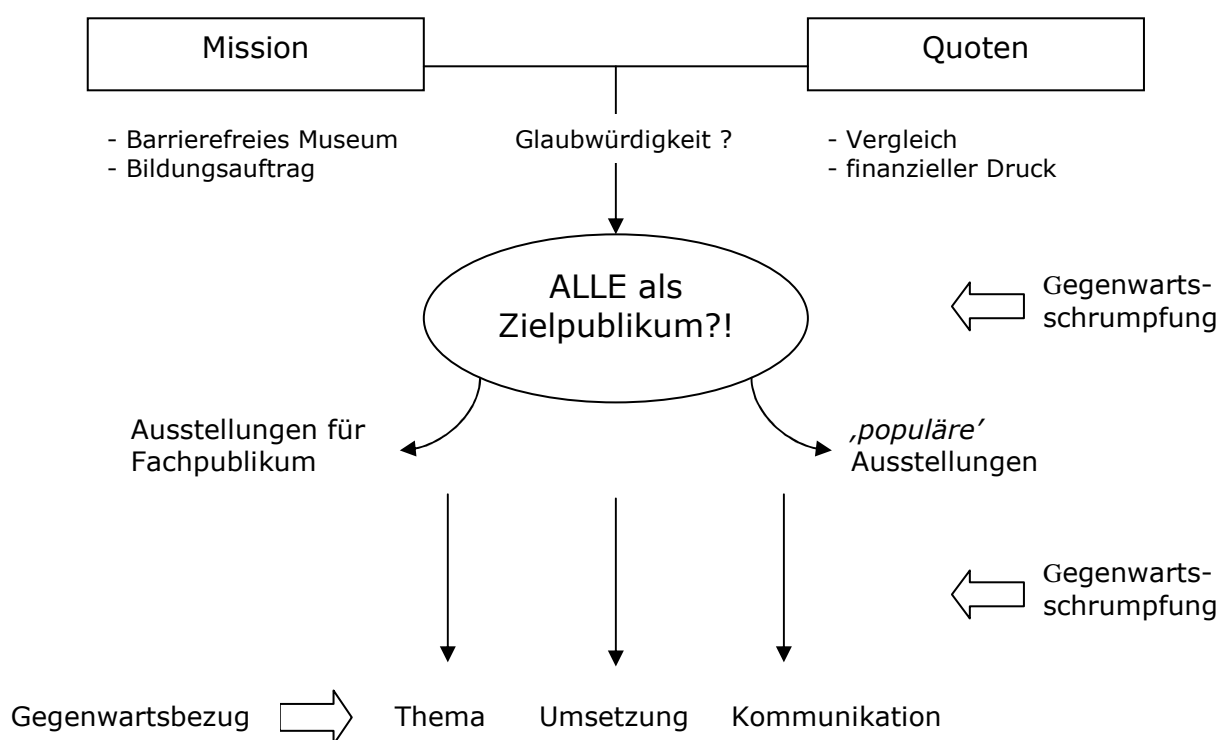 Mission
Quoten
- Barrierefreies Museum
- Bildungsauftrag
Glaubwürdigkeit ?
- Vergleich
- finanzieller Druck
ALLE als
Zielpublikum?!
Gegenwarts-
schrumpfung
Ausstellungen für
Fachpublikum
‚populäre’
Ausstellungen
Gegenwarts-
schrumpfung
Gegenwartsbezug
Thema
Umsetzung
Kommunikation